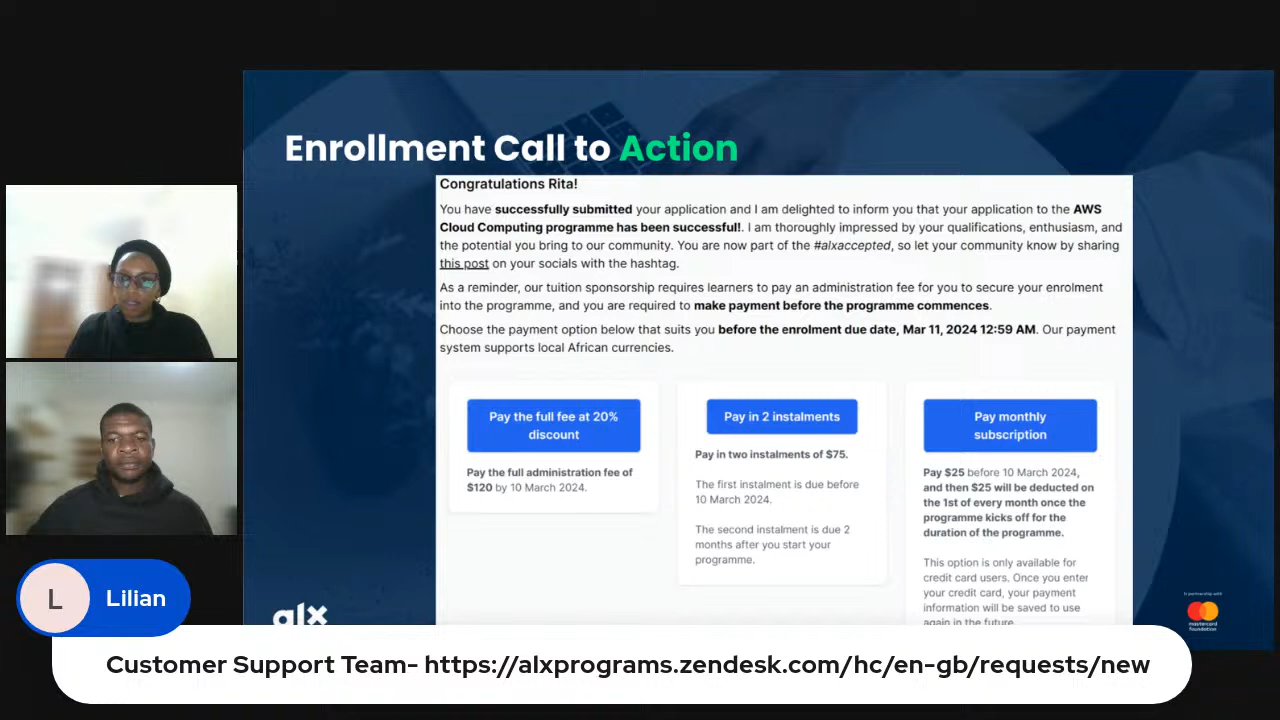 Enrollment Call to Action
Congratulations Rita!
You have successfully submitted your application and I am delighted to inform you that your application to the AWS
Cloud Computing programme has been successful!. I am thoroughly impressed by your qualifications, enthusiasm, and
the potential you bring to our community. You are now part of the #alxaccepted, so let your community know by sharing
this post on your socials with the hashtag.
As a reminder, our tuition sponsorship requires learners to pay an administration fee for you to secure your enrolment
into the programme, and you are required to make payment before the programme commences.
Choose the payment option below that suits you before the enrolment due date, Mar 11, 2024 12:59 AM. Our payment
system supports local African currencies.
Pay the full fee at 20%
discount
Pay the full administration fee of
$120 by 10 March 2024.
Pay in 2 instalments
Pay in two instalments of $75.
The first instalment is due before
10 March 2024.
The second instalment is due 2
months after you start your
programme.
Pay monthly
subscription
Pay $25 before 10 March 2024,
and then $25 will be deducted on
the 1st of every month once the
programme kicks off for the
duration of the programme.
This option is only available for
credit card users. Once you enter
your credit card, your payment
information will be saved to use
again in the future.
alx
In partnership with
mastercard
foundation
L
Lilian
Customer Support Team- https://alxprograms.zendesk.com/hc/en-gb/requests/new